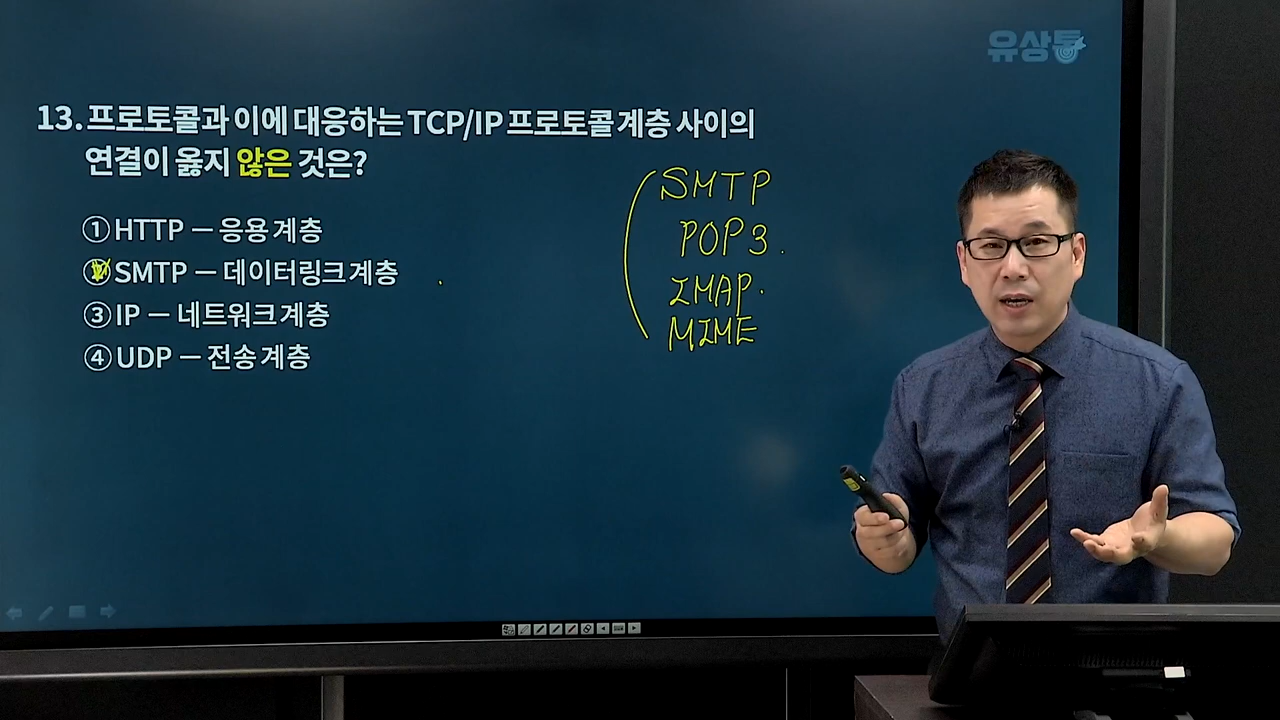 유상통
13. 프로토콜과 이에 대응하는 TCP/IP 프로토콜 계층 사이의
연결이 옳지 않은 것은?
① HTTP – 응용 계층
② SMTP – 데이터링크 계층
③ IP – 네트워크 계층
④ UDP – 전송 계층
SMTP
POP3.
IMAP.
MIME